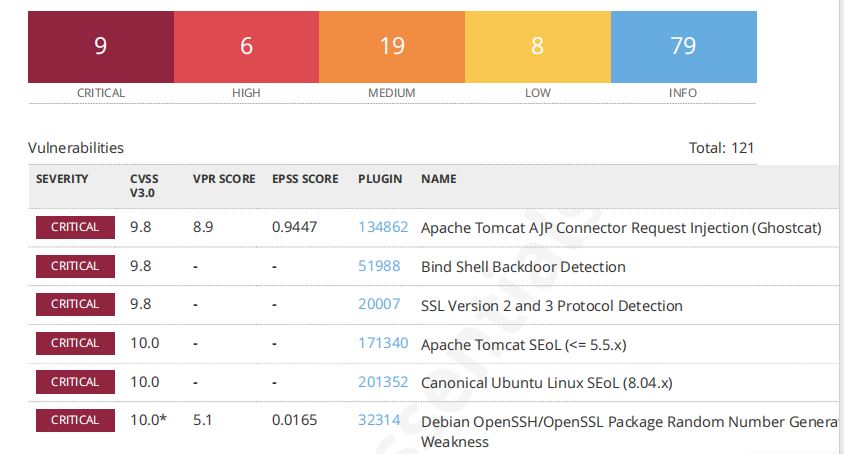 9 6 19 8 79
CRITICAL HIGH MEDIUM LOW INFO
Vulnerabilities Total: 121
SEVERITY CVSS V3.0 VPR SCORE EPSS SCORE PLUGIN NAME
CRITICAL 9.8 8.9 0.9447 134862 Apache Tomcat AJP Connector Request Injection (Ghostcat)
CRITICAL 9.8 - - 51988 Bind Shell Backdoor Detection
CRITICAL 9.8 - - 20007 SSL Version 2 and 3 Protocol Detection
CRITICAL 10.0 - - 171340 Apache Tomcat SEoL (<= 5.5.x)
CRITICAL 10.0 - - 201352 Canonical Ubuntu Linux SEoL (8.04.x)
CRITICAL 10.0* 5.1 0.0165 32314 Debian OpenSSH/OpenSSL Package Random Number Genera
Weakness
ssentials